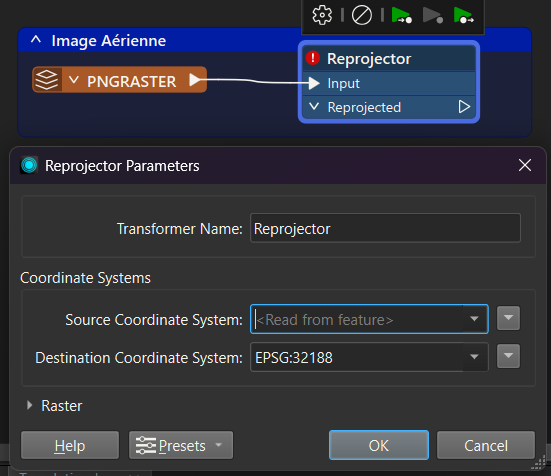 Image Aérienne
PNGRASTER
Reprojector
Input
Reprojected
Reprojector Parameters
Transformer Name: Reprojector
Coordinate Systems
Source Coordinate System: <Read from feature>
Destination Coordinate System: EPSG:32188
Raster
Help Presets OK Cancel